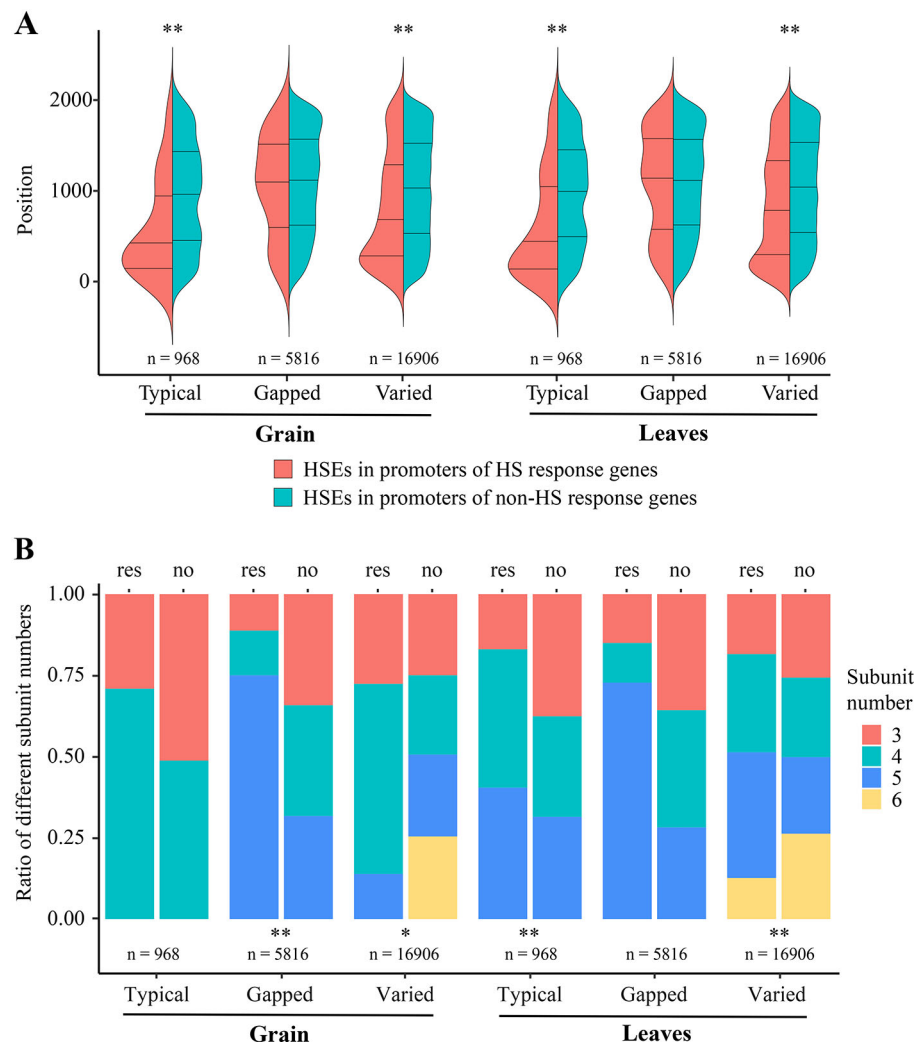 A
** ** ** **
2000
1000
0
Position
n = 968 n = 5816 n = 16906 n = 968 n = 5816 n = 16906
Typical Gapped Varied Typical Gapped Varied
Grain Leaves
HSEs in promoters of HS response genes
HSEs in promoters of non-HS response genes
B
res no res no res no res no res no res no
1.00
0.75
0.50
0.25
0.00
Ratio of different subunit numbers
Subunit
number
3
4
5
6
** * ** **
n = 968 n = 5816 n = 16906 n = 968 n = 5816 n = 16906
Typical Gapped Varied Typical Gapped Varied
Grain Leaves